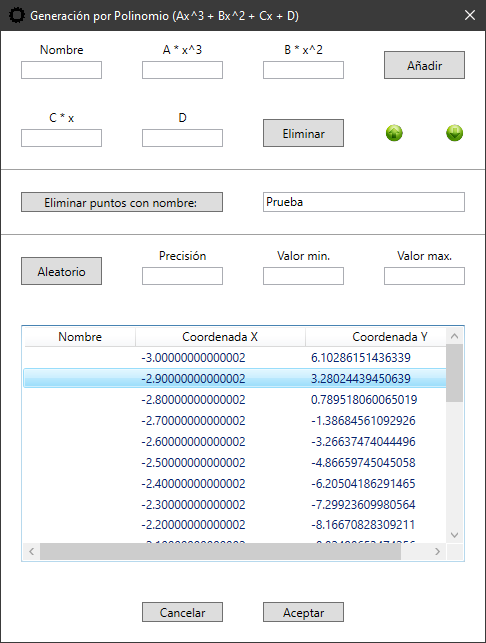 Generación por Polinomio (Ax^3 + Bx^2 + Cx + D)
Nombre A * x^3 B * x^2
Añadir
C * x D
Eliminar
Eliminar puntos con nombre: Prueba
Precisión Valor min. Valor max.
Aleatorio
Nombre Coordenada X Coordenada Y
-3.00000000000002 6.10286151436339
-2.90000000000002 3.28024439450639
-2.80000000000002 0.789518060065019
-2.70000000000002 -1.38684561092926
-2.60000000000002 -3.26637474044496
-2.50000000000002 -4.86659745045058
-2.40000000000002 -6.20504186291465
-2.30000000000002 -7.29923609980564
-2.20000000000002 -8.16670828309211
Cancelar Aceptar